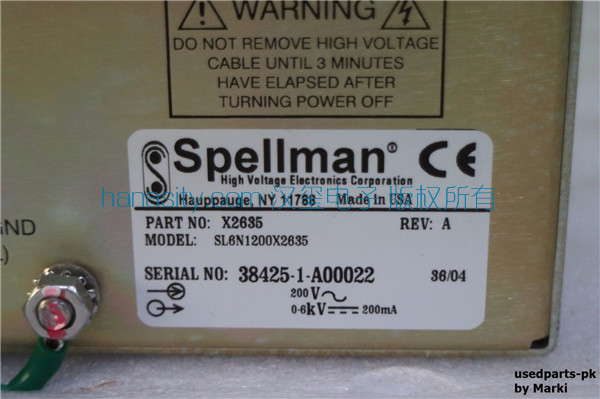 WARNING
DO NOT REMOVE HIGH VOLTAGE
CABLE UNTIL 3 MINUTES
HAVE ELAPSED AFTER
TURNING POWER OFF
Spellman® CE
High Voltage Electronics Corporation
hanasity.com 汉玺电子 版权所有
Hauppauge, NY 11788 Made in USA
PART NO: X2635 REV: A
MODEL: SL6N1200X2635
SERIAL NO: 38425-1-A00022 36/04
200V
0-6kV 200mA
GND
usedparts-pk
by Marki